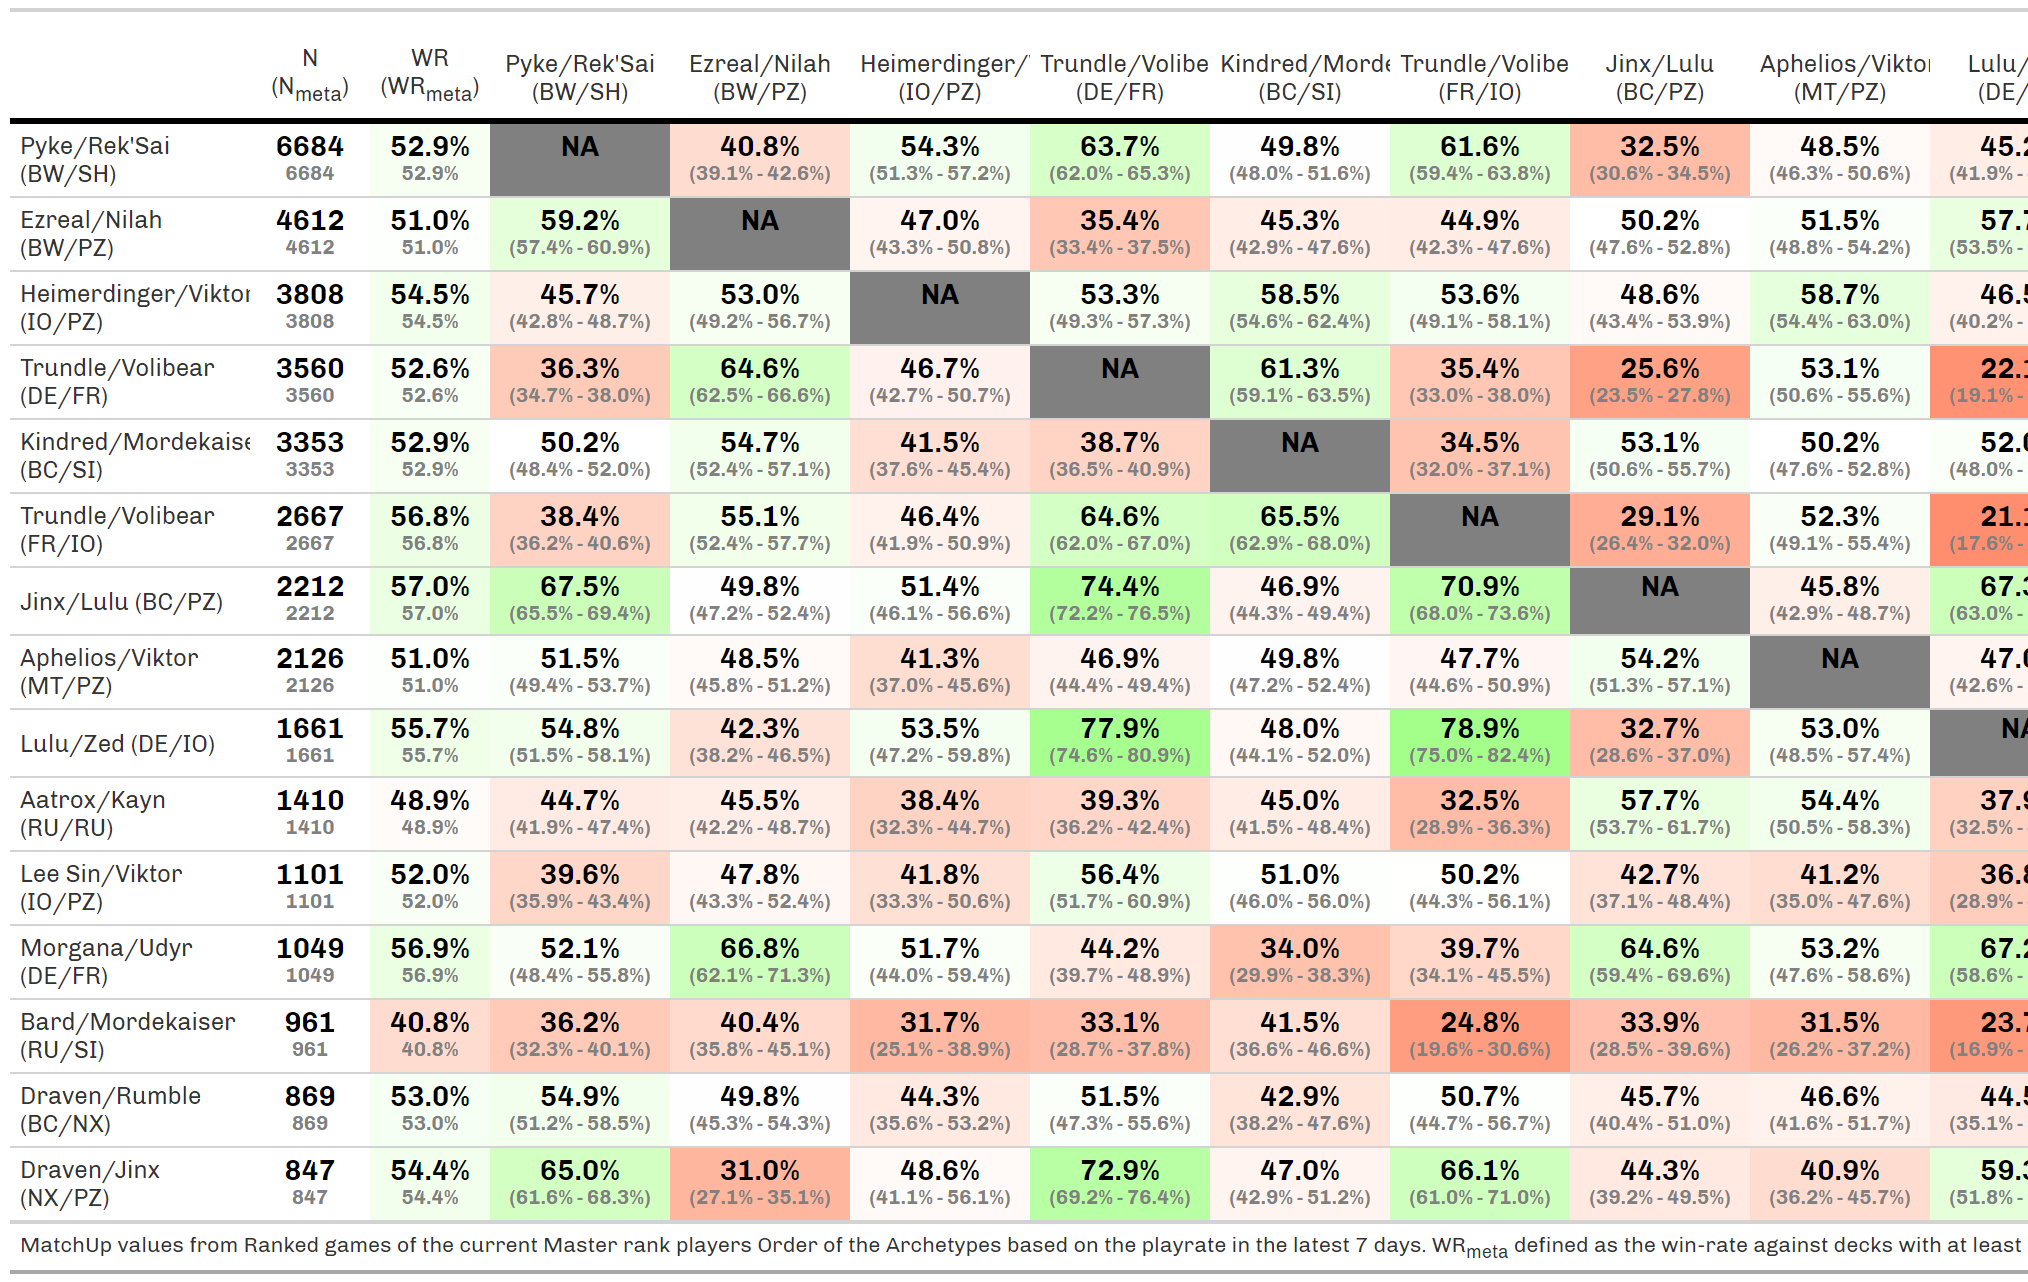 N WR Pyke/Rek'Sai Ezreal/Nilah Heimerdinger/ Trundle/Volibe Kindred/Morde Trundle/Volibe Jinx/Lulu Aphelios/Vikto Lulu/
(Nmeta) (WRmeta) (BW/SH) (BW/PZ) (IO/PZ) (DE/FR) (BC/SI) (FR/IO) (BC/PZ) (MT/PZ) (DE/
Pyke/Rek'Sai 6684 52.9% NA 40.8% 54.3% 63.7% 49.8% 61.6% 32.5% 48.5% 45.2
(BW/SH) 6684 52.9% (39.1% - 42.6%) (51.3% - 57.2%) (62.0% - 65.3%) (48.0% - 51.6%) (59.4% - 63.8%) (30.6% - 34.5%) (46.3% - 50.6%) (41.9% -
Ezreal/Nilah 4612 51.0% 59.2% NA 47.0% 35.4% 45.3% 44.9% 50.2% 51.5% 57.7
(BW/PZ) 4612 51.0% (57.4% - 60.9%) (43.3% - 50.8%) (33.4% - 37.5%) (42.9% - 47.6%) (42.3% - 47.6%) (47.6% - 52.8%) (48.8% - 54.2%) (53.5% -
Heimerdinger/Viktor 3808 54.5% 45.7% 53.0% NA 53.3% 58.5% 53.6% 48.6% 58.7% 46.5
(IO/PZ) 3808 54.5% (42.8% - 48.7%) (49.2% - 56.7%) (49.3% - 57.3%) (54.6% - 62.4%) (49.1% - 58.1%) (43.4% - 53.9%) (54.4% - 63.0%) (40.2% -
Trundle/Volibear 3560 52.6% 36.3% 64.6% 46.7% NA 61.3% 35.4% 25.6% 53.1% 22.1
(DE/FR) 3560 52.6% (34.7% - 38.0%) (62.5% - 66.6%) (42.7% - 50.7%) (59.1% - 63.5%) (33.0% - 38.0%) (23.5% - 27.8%) (50.6% - 55.6%) (19.1% -
Kindred/Mordekaise 3353 52.9% 50.2% 54.7% 41.5% 38.7% NA 34.5% 53.1% 50.2% 52.0
(BC/SI) 3353 52.9% (48.4% - 52.0%) (52.4% - 57.1%) (37.6% - 45.4%) (36.5% - 40.9%) (32.0% - 37.1%) (50.6% - 55.7%) (47.6% - 52.8%) (48.0% -
Trundle/Volibear 2667 56.8% 38.4% 55.1% 46.4% 64.6% 65.5% NA 29.1% 52.3% 21.1
(FR/IO) 2667 56.8% (36.2% - 40.6%) (52.4% - 57.7%) (41.9% - 50.9%) (62.0% - 67.0%) (62.9% - 68.0%) (26.4% - 32.0%) (49.1% - 55.4%) (17.6% -
Jinx/Lulu (BC/PZ) 2212 57.0% 67.5% 49.8% 51.4% 74.4% 46.9% 70.9% NA 45.8% 67.3
2212 57.0% (65.5% - 69.4%) (47.2% - 52.4%) (46.1% - 56.6%) (72.2% - 76.5%) (44.3% - 49.4%) (68.0% - 73.6%) (42.9% - 48.7%) (63.0% -
Aphelios/Viktor 2126 51.0% 51.5% 48.5% 41.3% 46.9% 49.8% 47.7% 54.2% NA 47.0
(MT/PZ) 2126 51.0% (49.4% - 53.7%) (45.8% - 51.2%) (37.0% - 45.6%) (44.4% - 49.4%) (47.2% - 52.4%) (44.6% - 50.9%) (51.3% - 57.1%) (42.6% -
Lulu/Zed (DE/IO) 1661 55.7% 54.8% 42.3% 53.5% 77.9% 48.0% 78.9% 32.7% 53.0% NA
1661 55.7% (51.5% - 58.1%) (38.2% - 46.5%) (47.2% - 59.8%) (74.6% - 80.9%) (44.1% - 52.0%) (75.0% - 82.4%) (28.6% - 37.0%) (48.5% - 57.4%)
Aatrox/Kayn 1410 48.9% 44.7% 45.5% 38.4% 39.3% 45.0% 32.5% 57.7% 54.4% 37.9
(RU/RU) 1410 48.9% (41.9% - 47.4%) (42.2% - 48.7%) (32.3% - 44.7%) (36.2% - 42.4%) (41.5% - 48.4%) (28.9% - 36.3%) (53.7% - 61.7%) (50.5% - 58.3%) (32.5% -
Lee Sin/Viktor 1101 52.0% 39.6% 47.8% 41.8% 56.4% 51.0% 50.2% 42.7% 41.2% 36.8
(IO/PZ) 1101 52.0% (35.9% - 43.4%) (43.3% - 52.4%) (33.3% - 50.6%) (51.7% - 60.9%) (46.0% - 56.0%) (44.3% - 56.1%) (37.1% - 48.4%) (35.0% - 47.6%) (28.9% -
Morgana/Udyr 1049 56.9% 52.1% 66.8% 51.7% 44.2% 34.0% 39.7% 64.6% 53.2% 67.2
(DE/FR) 1049 56.9% (48.4% - 55.8%) (62.1% - 71.3%) (44.0% - 59.4%) (39.7% - 48.9%) (29.9% - 38.3%) (34.1% - 45.5%) (59.4% - 69.6%) (47.6% - 58.6%) (58.6% -
Bard/Mordekaiser 961 40.8% 36.2% 40.4% 31.7% 33.1% 41.5% 24.8% 33.9% 31.5% 23.7
(RU/SI) 961 40.8% (32.3% - 40.1%) (35.8% - 45.1%) (25.1% - 38.9%) (28.7% - 37.8%) (36.6% - 46.6%) (19.6% - 30.6%) (28.5% - 39.6%) (26.2% - 37.2%) (16.9% -
Draven/Rumble 869 53.0% 54.9% 49.8% 44.3% 51.5% 42.9% 50.7% 45.7% 46.6% 44.5
(BC/NX) 869 53.0% (51.2% - 58.5%) (45.3% - 54.3%) (35.6% - 53.2%) (47.3% - 55.6%) (38.2% - 47.6%) (44.7% - 56.7%) (40.4% - 51.0%) (41.6% - 51.7%) (35.1% -
Draven/Jinx 847 54.4% 65.0% 31.0% 48.6% 72.9% 47.0% 66.1% 44.3% 40.9% 59.3
(NX/PZ) 847 54.4% (61.6% - 68.3%) (27.1% - 35.1%) (41.1% - 56.1%) (69.2% - 76.4%) (42.9% - 51.2%) (61.0% - 71.0%) (39.2% - 49.5%) (36.2% - 45.7%) (51.8% -
MatchUp values from Ranked games of the current Master rank players Order of the Archetypes based on the playrate in the latest 7 days. WRmeta defined as the win-rate against decks with at least